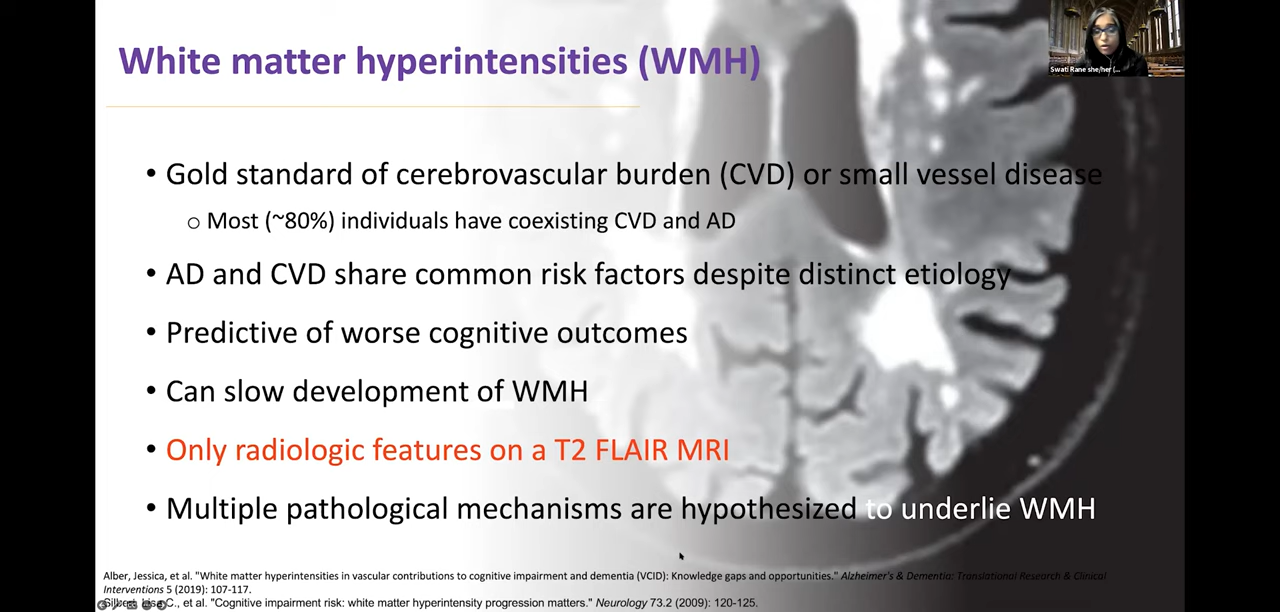 White matter hyperintensities (WMH)
Swati Rane she/her (...
• Gold standard of cerebrovascular burden (CVD) or small vessel disease
o Most (~80%) individuals have coexisting CVD and AD
• AD and CVD share common risk factors despite distinct etiology
• Predictive of worse cognitive outcomes
• Can slow development of WMH
• Only radiologic features on a T2 FLAIR MRI
• Multiple pathological mechanisms are hypothesized to underlie WMH
Alber, Jessica, et al. "White matter hyperintensities in vascular contributions to cognitive impairment and dementia (VCID): Knowledge gaps and opportunities." Alzheimer's & Dementia: Translational Research & Clinical
Interventions 5 (2019): 107-117.
C., et al. "Cognitive impairment risk: white matter hyperintensity progression matters." Neurology 73.2 (2009): 120-125.